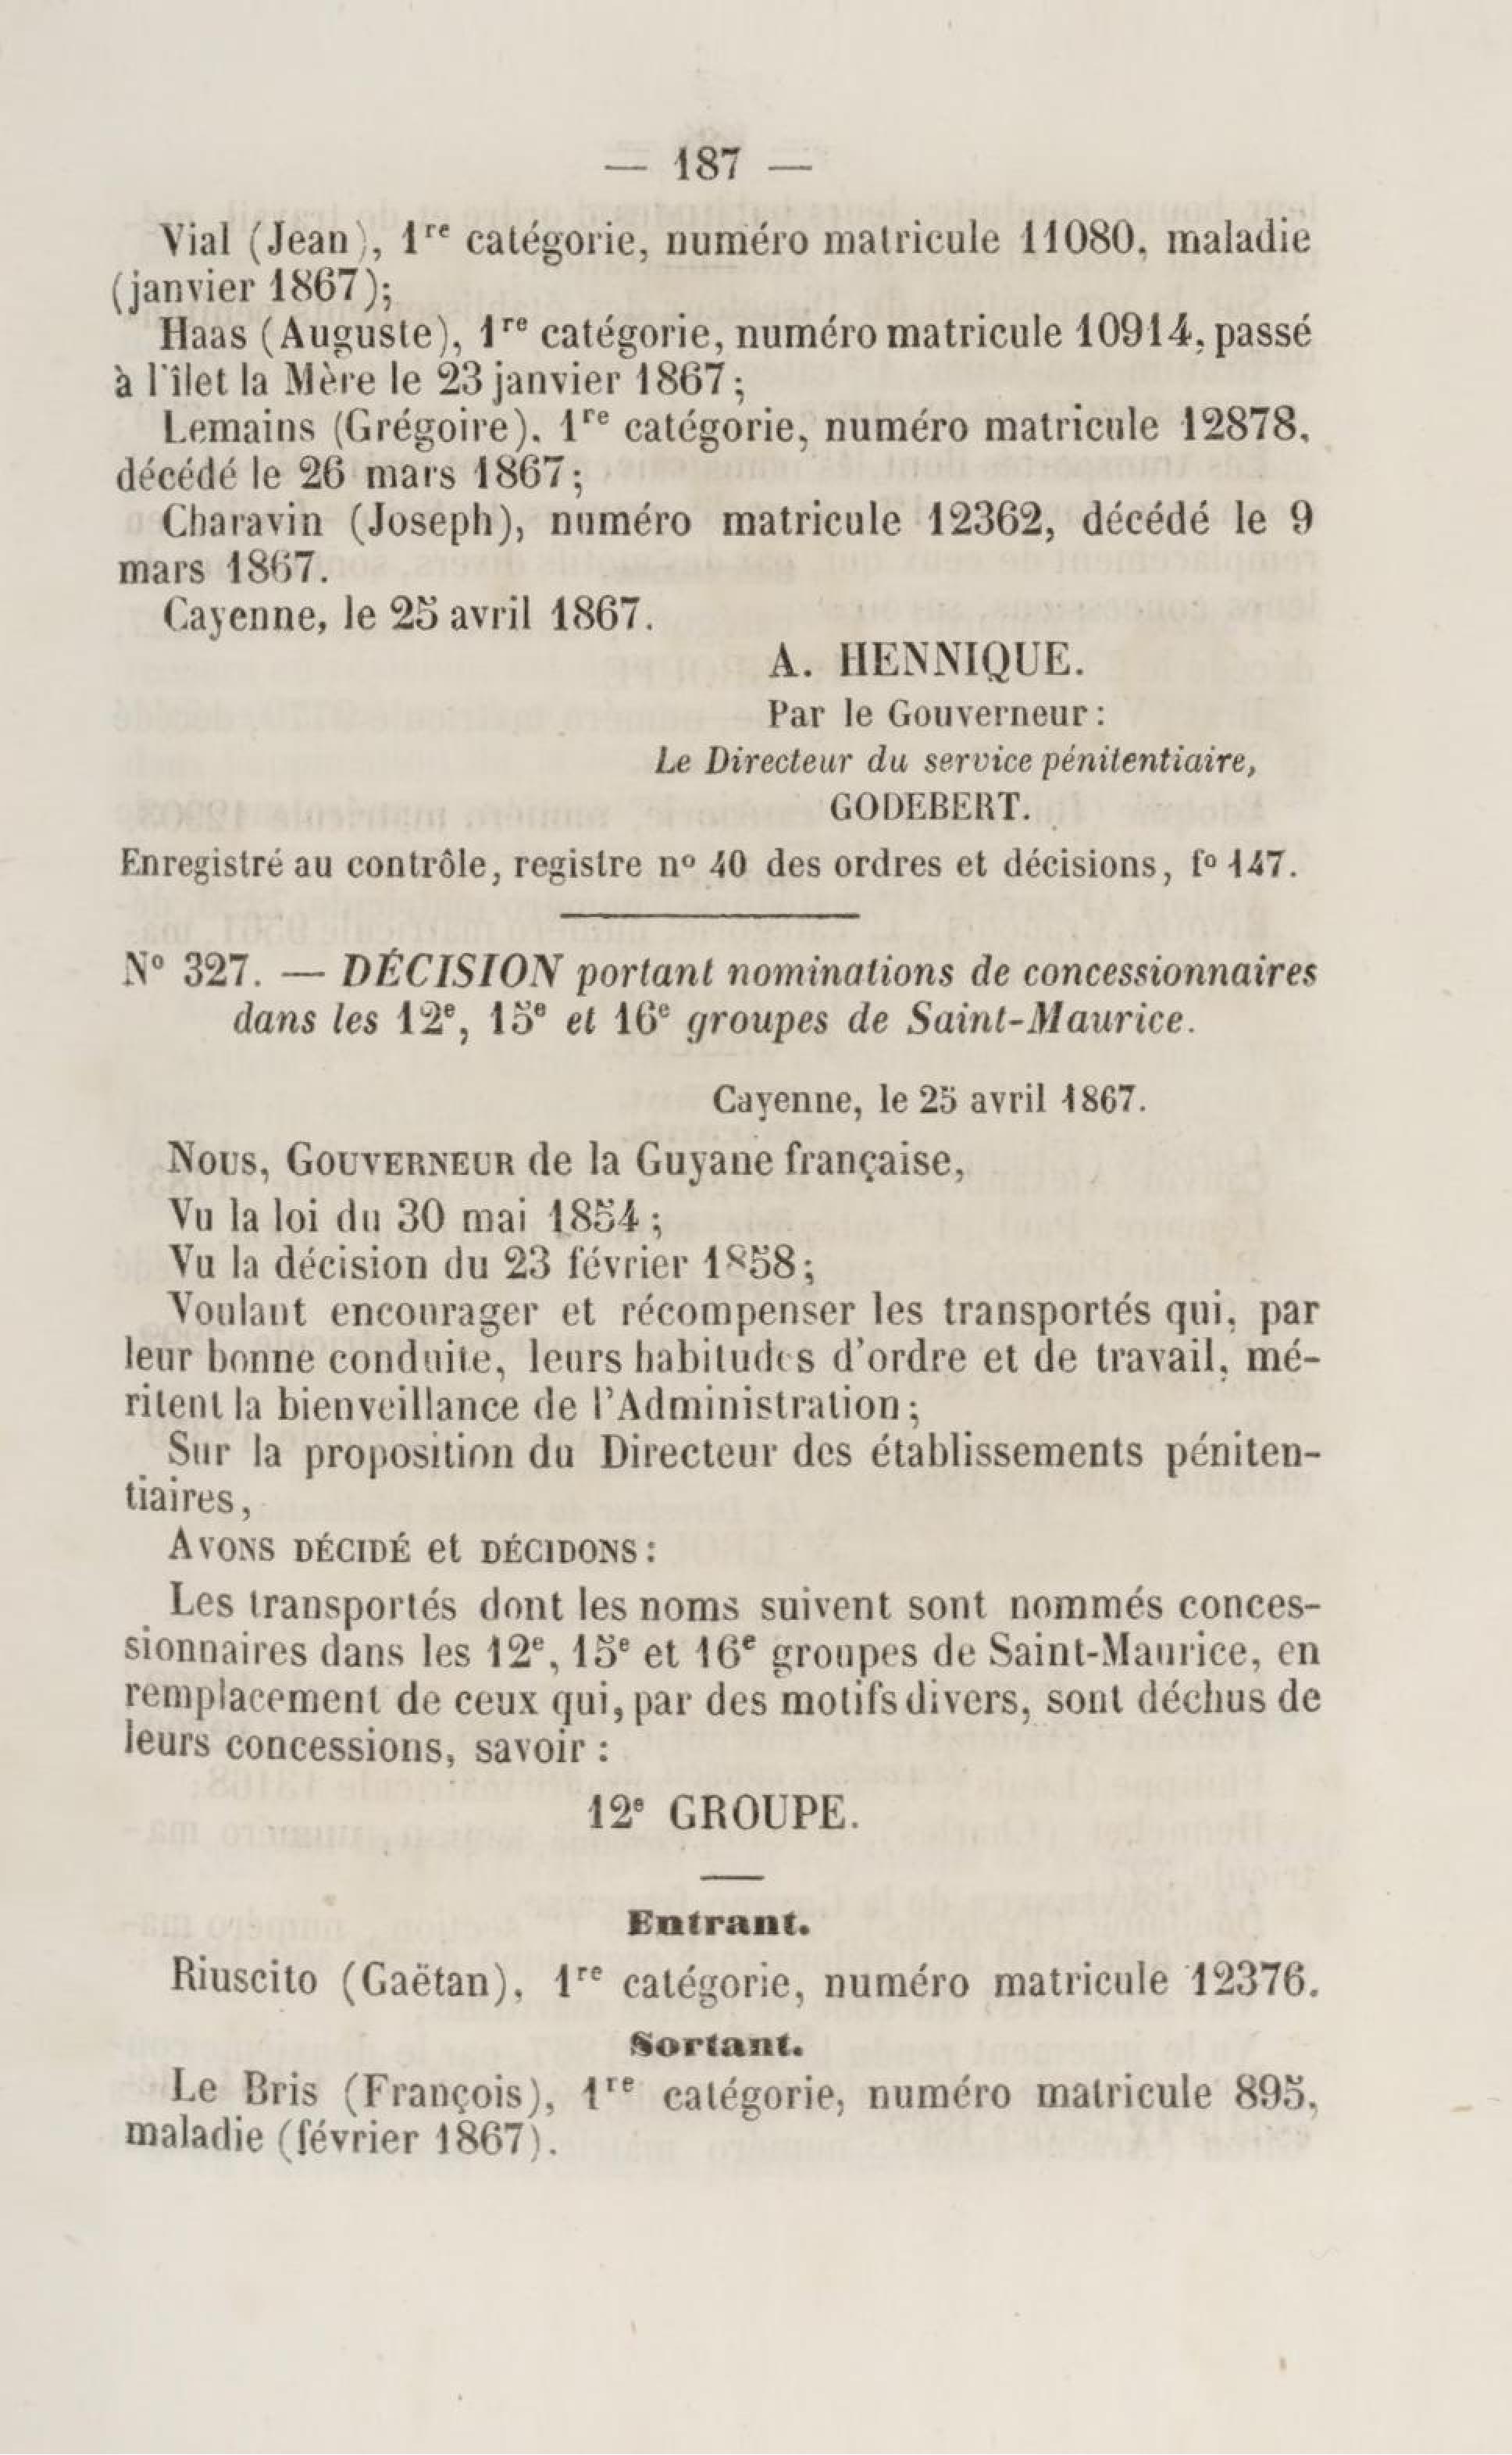 — 187 —
Vial (Jean), 1re catégorie, numéro matricule 11080, maladie
(janvier 1867);
Haas (Auguste), 1re catégorie, numéro matricule 10914, passé
à l'îlet la Mère le 23 janvier 1867;
Lemains (Grégoire), 1re catégorie, numéro matricule 12878,
décédé le 26 mars 1867;
Charavin (Joseph), numéro matricule 12362, décédé le 9
mars 1867.
Cayenne, le 25 avril 1867.
A. HENNIQUE.
Par le Gouverneur:
Le Directeur du service pénitentiaire,
GODEBERT.
Enregistré au contrôle, registre no 40 des ordres et décisions, fo 147.
No 327. — DÉCISION portant nominations de concessionnaires
dans les 12e, 15e et 16e groupes de Saint-Maurice.
Cayenne, le 25 avril 1867.
NOUS, GOUVERNEUR de la Guyane française,
Vu la loi du 30 mai 1854;
Vu la décision du 23 février 1858;
Voulant encourager et récompenser les transportés qui, par
leur bonne conduite, leurs habitudes d'ordre et de travail, mé-
ritent la bienveillance de l'Administration;
Sur la proposition du Directeur des établissements péniten-
tiaires,
AVONS DÉCIDÉ et DÉCIDONS:
Les transportés dont les noms suivent sont nommés conces-
sionnaires dans les 12e, 15e et 16e groupes de Saint-Maurice, en
remplacement de ceux qui, par des motifs divers, sont déchus de
leurs concessions, savoir:
12e GROUPE.
Entrant.
Riuscito (Gaëtan), 1re catégorie, numéro matricule 12376.
Sortant.
Le Bris (François), 1re catégorie, numéro matricule 895,
maladie (février 1867).